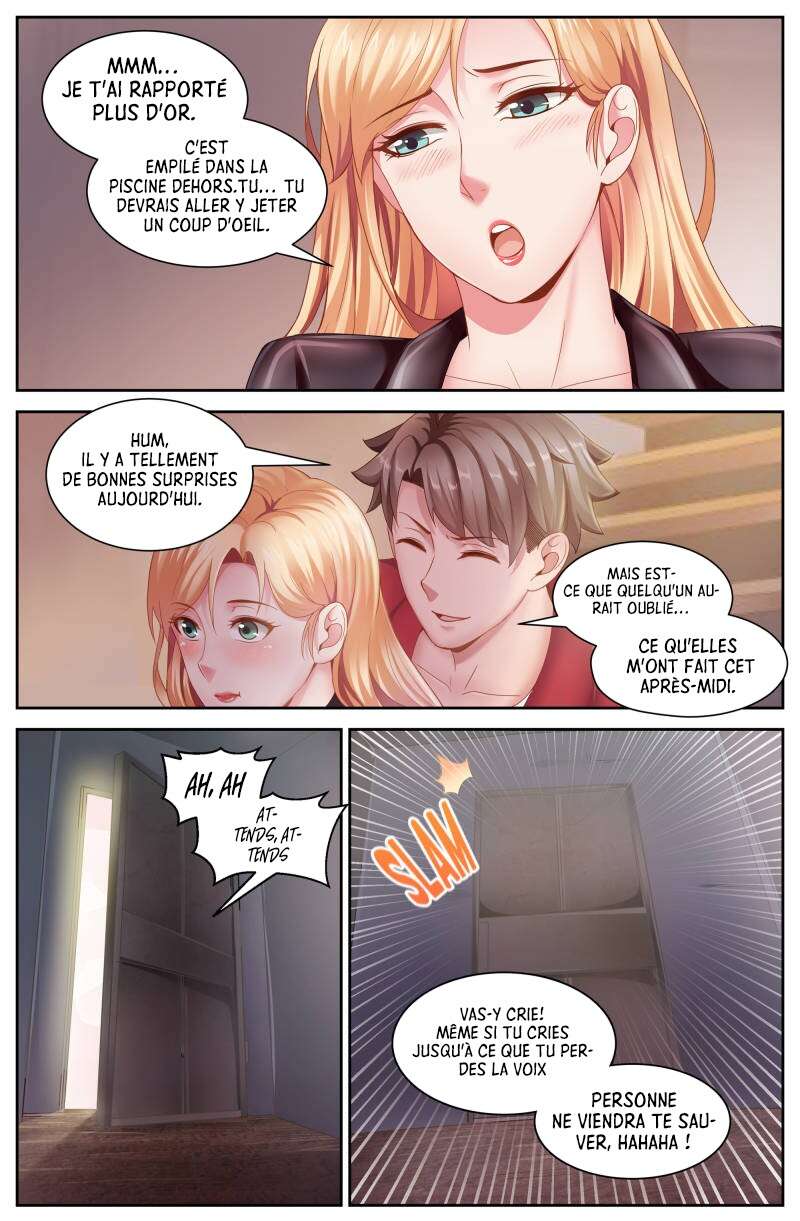 MMM...
JE T'AI RAPPORTÉ
PLUS D'OR.
C'EST
EMPILÉ DANS LA
PISCINE DEHORS.TU... TU
DEVRAIS ALLER Y JETER
UN COUP D'OEIL.
HUM,
IL Y A TELLEMENT
DE BONNES SURPRISES
AUJOURD'HUI.
MAIS EST-
CE QUE QUELQU'UN AU-
RAIT OUBLIÉ...
CE QU'ELLES
M'ONT FAIT CET
APRÈS-MIDI.
AH, AH
AT-
TENDS, AT-
TENDS
SLAM
VAS-Y CRIE!
MÊME SI TU CRIES
JUSQU'À CE QUE TU PER-
DES LA VOIX
PERSONNE
NE VIENDRA TE SAU-
VER, HAHAHA !